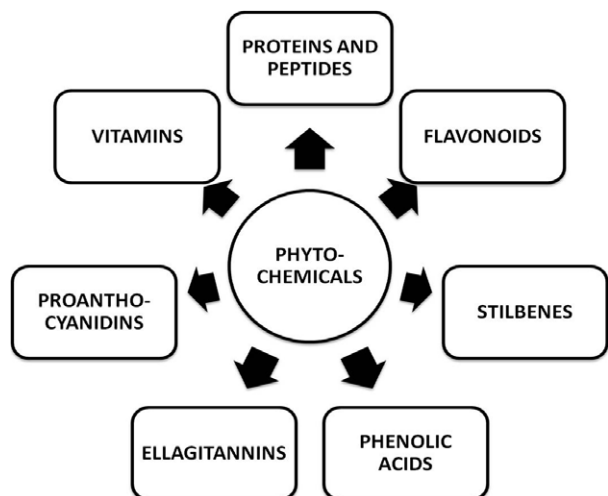 PROTEINS AND
PEPTIDES
VITAMINS
FLAVONOIDS
PHYTO-
CHEMICALS
PROANTHO-
CYANIDINS
STILBENES
ELLAGITANNINS
PHENOLIC
ACIDS